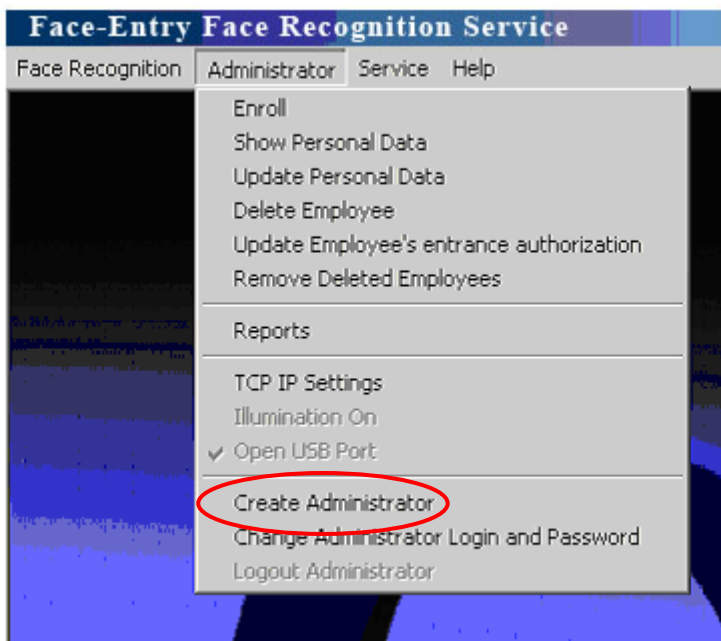 Face-Entry Face Recognition Service
Face Recognition Administrator Service Help
Enroll
Show Personal Data
Update Personal Data
Delete Employee
Update Employee's entrance authorization
Remove Deleted Employees
Reports
TCP IP Settings
Illumination On
Open USB Port
Create Administrator
Change Administrator Login and Password
Logout Administrator